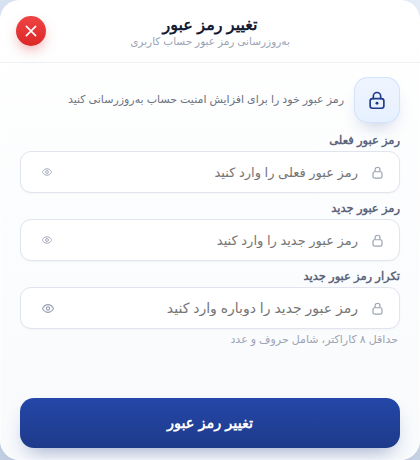 تغییر رمز عبور
به‌روزرسانی رمز عبور حساب کاربری
رمز عبور خود را برای افزایش امنیت حساب به‌روزرسانی کنید
رمز عبور فعلی
رمز عبور فعلی را وارد کنید
رمز عبور جدید
رمز عبور جدید را وارد کنید
تکرار رمز عبور جدید
رمز عبور جدید را دوباره وارد کنید
حداقل ۸ کاراکتر، شامل حروف و عدد
تغییر رمز عبور